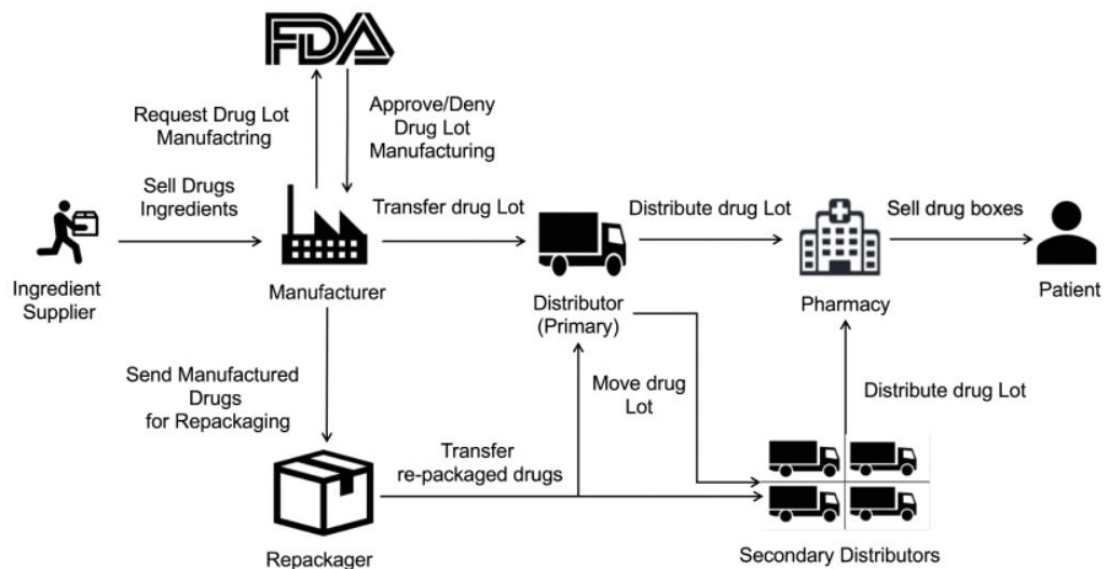 FDA
Request Drug Lot
Manufactring
Approve/Deny
Drug Lot
Manufacturing
Sell Drugs
Ingredients
Transfer drug Lot
Distribute drug Lot
Sell drug boxes
Ingredient
Supplier
Manufacturer
Distributor
(Primary)
Pharmacy
Patient
Send Manufactured
Drugs
for Repackaging
Move drug
Lot
Distribute drug Lot
Transfer
re-packaged drugs
Repackager
Secondary Distributors